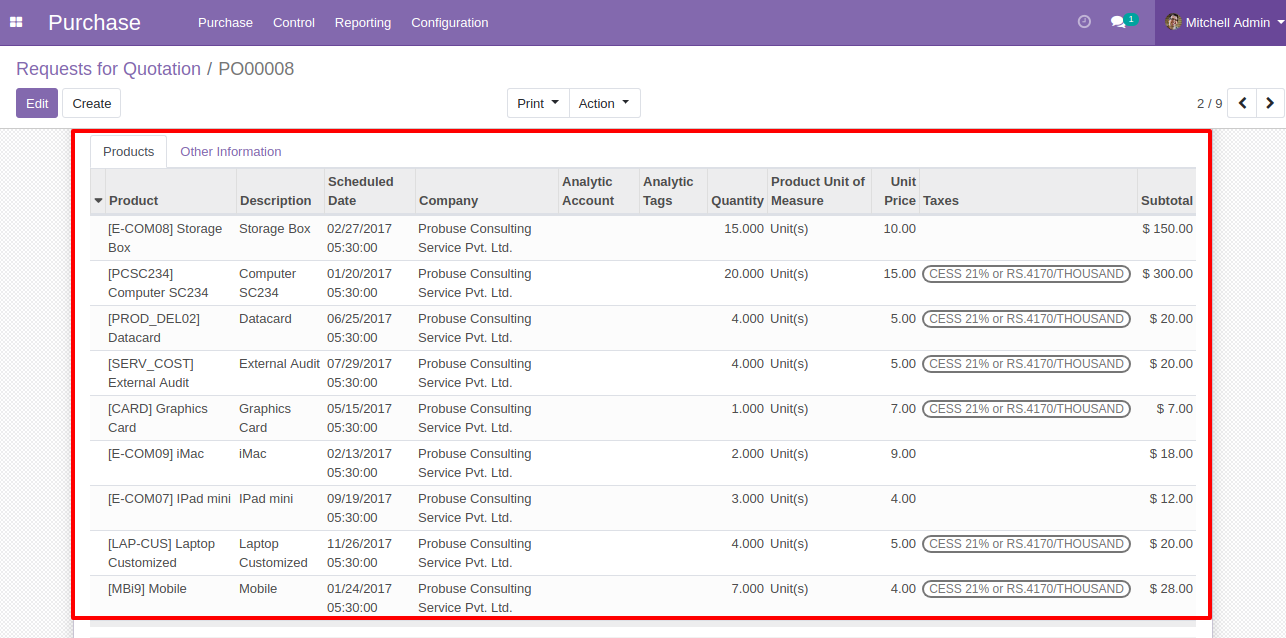 Purchase Purchase Control Reporting Configuration 1 Mitchell Admin
Requests for Quotation / PO00008
Edit Create Print Action 2 / 9
Products Other Information
Product Description Scheduled Date Company Analytic Account Analytic Tags Quantity Product Unit of Measure Unit Price Taxes Subtotal
[E-COM08] Storage Box Storage Box 02/27/2017 05:30:00 Probuse Consulting Service Pvt. Ltd. 15.000 Unit(s) 10.00 $ 150.00
[PCSC234] Computer SC234 Computer SC234 01/20/2017 05:30:00 Probuse Consulting Service Pvt. Ltd. 20.000 Unit(s) 15.00 CESS 21% or RS.4170/THOUSAND $ 300.00
[PROD_DEL02] Datacard Datacard 06/25/2017 05:30:00 Probuse Consulting Service Pvt. Ltd. 4.000 Unit(s) 5.00 CESS 21% or RS.4170/THOUSAND $ 20.00
[SERV_COST] External Audit External Audit 07/29/2017 05:30:00 Probuse Consulting Service Pvt. Ltd. 4.000 Unit(s) 5.00 CESS 21% or RS.4170/THOUSAND $ 20.00
[CARD] Graphics Card Graphics Card 05/15/2017 05:30:00 Probuse Consulting Service Pvt. Ltd. 1.000 Unit(s) 7.00 CESS 21% or RS.4170/THOUSAND $ 7.00
[E-COM09] iMac iMac 02/13/2017 05:30:00 Probuse Consulting Service Pvt. Ltd. 2.000 Unit(s) 9.00 $ 18.00
[E-COM07] IPad mini IPad mini 09/19/2017 05:30:00 Probuse Consulting Service Pvt. Ltd. 3.000 Unit(s) 4.00 $ 12.00
[LAP-CUS] Laptop Customized Laptop Customized 11/26/2017 05:30:00 Probuse Consulting Service Pvt. Ltd. 4.000 Unit(s) 5.00 CESS 21% or RS.4170/THOUSAND $ 20.00
[MBi9] Mobile Mobile 01/24/2017 05:30:00 Probuse Consulting Service Pvt. Ltd. 7.000 Unit(s) 4.00 CESS 21% or RS.4170/THOUSAND $ 28.00